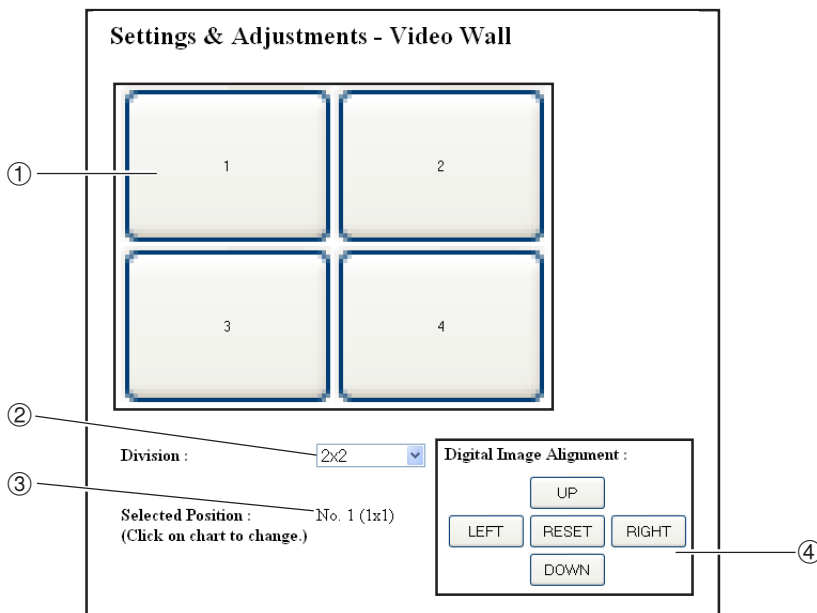 Settings & Adjustments - Video Wall
① 1 2
3 4
② Division : 2x2 Digital Image Alignment :
UP
③ Selected Position : No. 1 (1x1)
(Click on chart to change.)
LEFT RESET RIGHT
④
DOWN